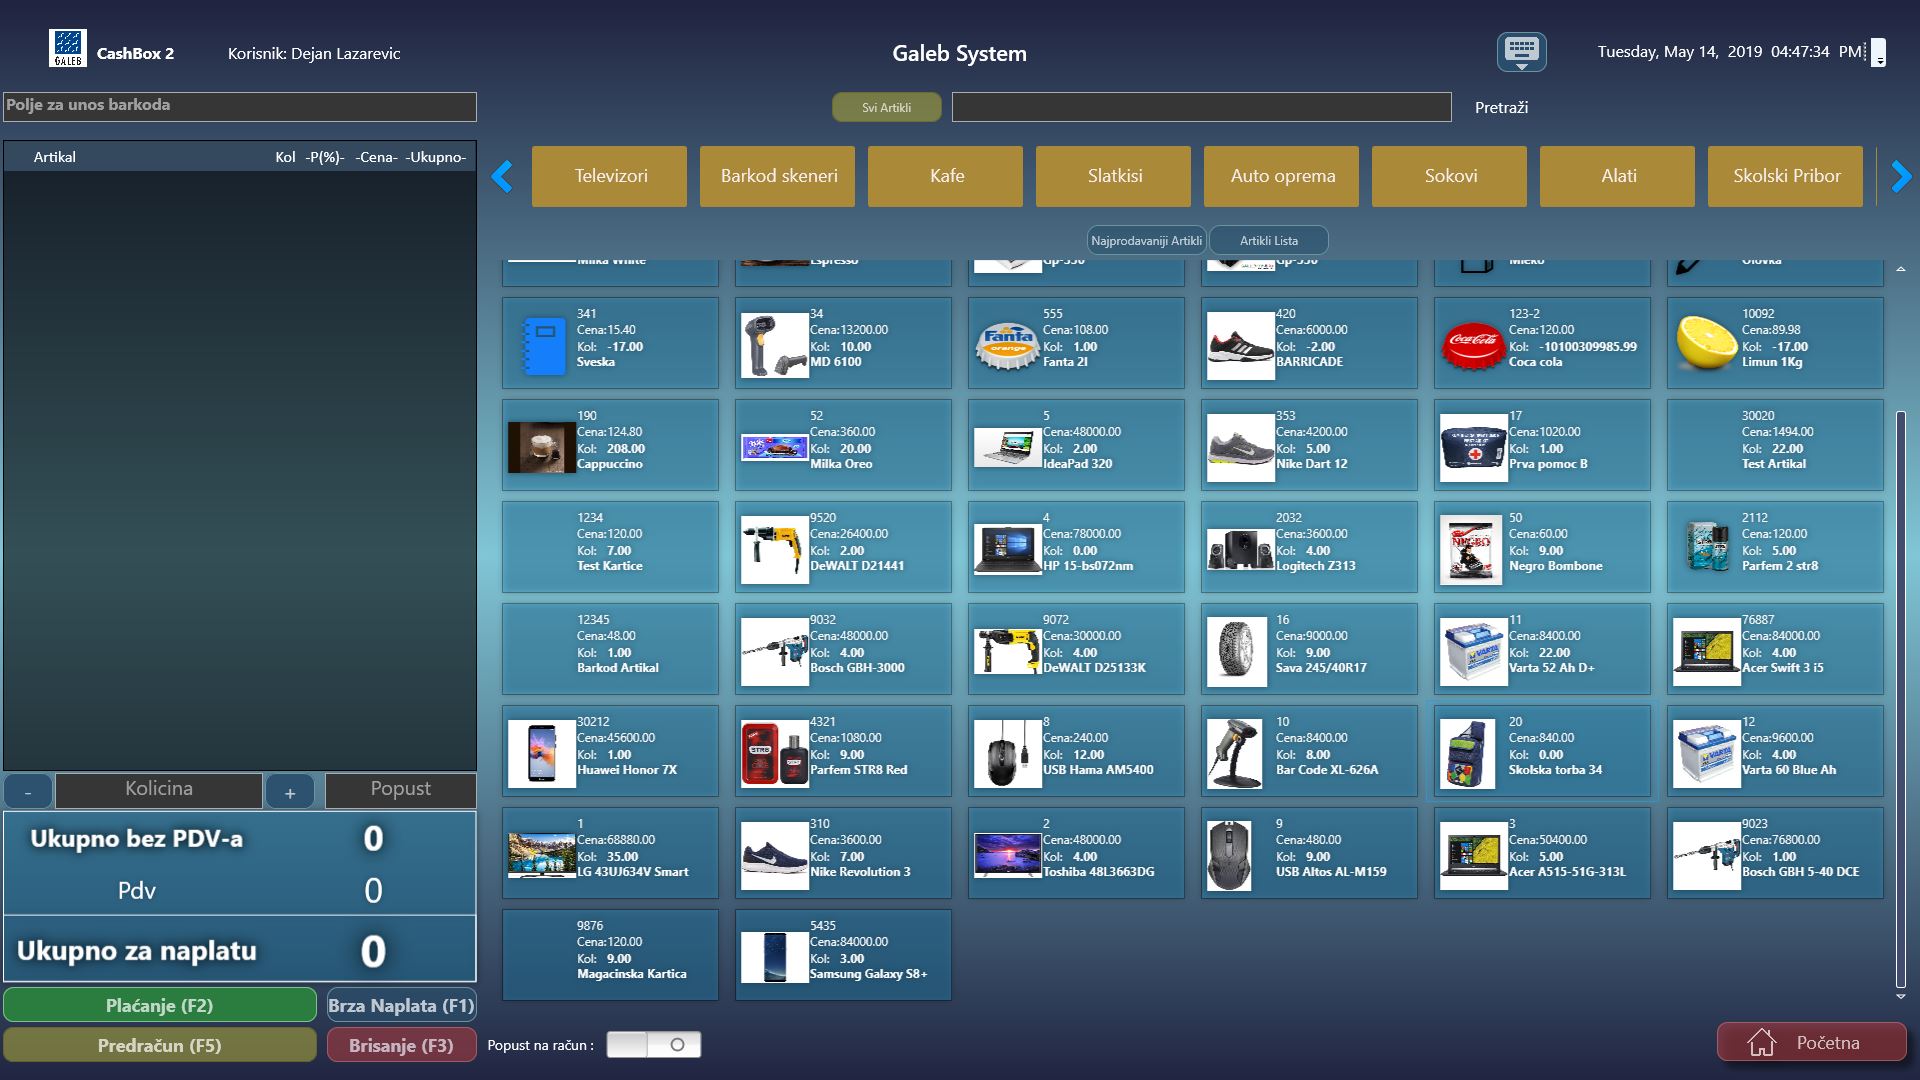 GALEB
CashBox 2
Korisnik: Dejan Lazarevic
Galeb System
Tuesday, May 14, 2019 04:47:34 PM
Polje za unos barkoda
Svi Artikli
Pretraži
Artikal Kol -P(%)- -Cena- -Ukupno-
Televizori
Barkod skeneri
Kafe
Slatkisi
Auto oprema
Sokovi
Alati
Skolski Pribor
Najprodavaniji Artikli
Artikli Lista
Milka White
Espresso
Gp-350
Gp-550
Mleko
Olovka
341
Cena:15.40
Kol: -17.00
Sveska
34
Cena:13200.00
Kol: 10.00
MD 6100
Fanta
orange
555
Cena:108.00
Kol: 1.00
Fanta 2l
420
Cena:6000.00
Kol: -2.00
BARRICADE
Coca-Cola
123-2
Cena:120.00
Kol: -10100309985.99
Coca cola
10092
Cena:89.98
Kol: -17.00
Limun 1Kg
190
Cena:124.80
Kol: 208.00
Cappuccino
52
Cena:360.00
Kol: 20.00
Milka Oreo
5
Cena:48000.00
Kol: 2.00
IdeaPad 320
353
Cena:4200.00
Kol: 5.00
Nike Dart 12
17
Cena:1020.00
Kol: 1.00
Prva pomoc B
30020
Cena:1494.00
Kol: 22.00
Test Artikal
1234
Cena:120.00
Kol: 7.00
Test Kartice
9520
Cena:26400.00
Kol: 2.00
DeWALT D21441
4
Cena:78000.00
Kol: 0.00
HP 15-bs072nm
2032
Cena:3600.00
Kol: 4.00
Logitech Z313
NEGRO
50
Cena:60.00
Kol: 9.00
Negro Bombone
2112
Cena:120.00
Kol: 5.00
Parfem 2 str8
12345
Cena:48.00
Kol: 1.00
Barkod Artikal
9032
Cena:48000.00
Kol: 4.00
Bosch GBH-3000
9072
Cena:30000.00
Kol: 4.00
DeWALT D25133K
16
Cena:9000.00
Kol: 9.00
Sava 245/40R17
VARTA
11
Cena:8400.00
Kol: 22.00
Varta 52 Ah D+
76887
Cena:84000.00
Kol: 4.00
Acer Swift 3 i5
30212
Cena:45600.00
Kol: 1.00
Huawei Honor 7X
STR8
4321
Cena:1080.00
Kol: 9.00
Parfem STR8 Red
8
Cena:240.00
Kol: 12.00
USB Hama AM5400
10
Cena:8400.00
Kol: 8.00
Bar Code XL-626A
20
Cena:840.00
Kol: 0.00
Skolska torba 34
VARTA
12
Cena:9600.00
Kol: 4.00
Varta 60 Blue Ah
1
Cena:68880.00
Kol: 35.00
LG 43UJ634V Smart
310
Cena:3600.00
Kol: 7.00
Nike Revolution 3
2
Cena:48000.00
Kol: 4.00
Toshiba 48L3663DG
9
Cena:480.00
Kol: 9.00
USB Altos AL-M159
3
Cena:50400.00
Kol: 5.00
Acer A515-51G-313L
9023
Cena:76800.00
Kol: 1.00
Bosch GBH 5-40 DCE
9876
Cena:120.00
Kol: 9.00
Magacinska Kartica
5435
Cena:84000.00
Kol: 3.00
Samsung Galaxy S8+
- Kolicina + Popust
Ukupno bez PDV-a 0
Pdv 0
Ukupno za naplatu 0
Plaćanje (F2)
Brza Naplata (F1)
Predračun (F5)
Brisanje (F3)
Popust na račun :
Početna